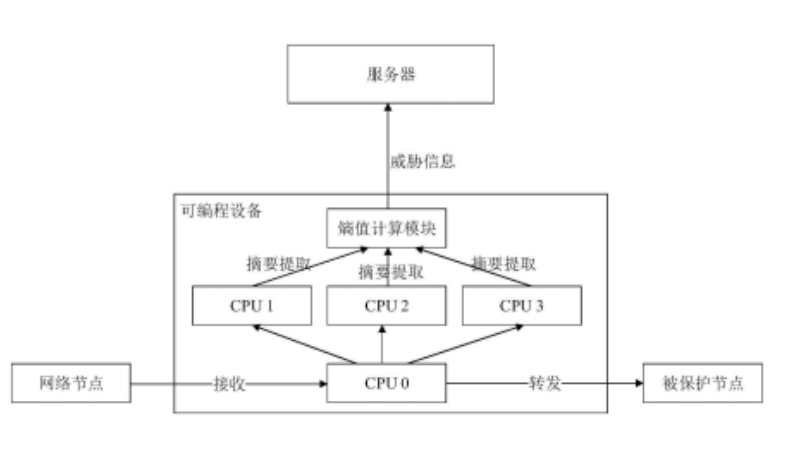 服务器
威胁信息
可编程设备
熵值计算模块
摘要提取
摘要提取
摘要提取
CPU 1
CPU 2
CPU 3
网络节点
接收
CPU 0
转发
被保护节点